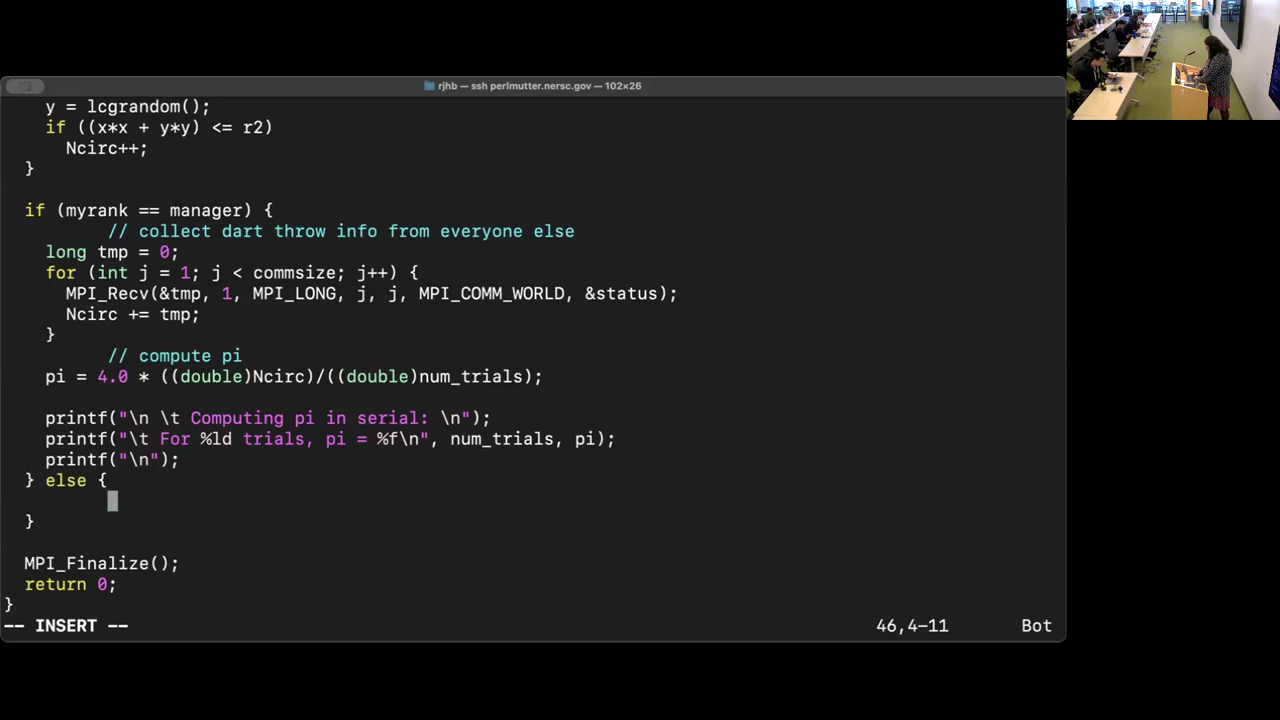 rjhb — ssh perlmutter.nersc.gov — 102×26
y = lcgrandom();
if ((x*x + y*y) <= r2)
Ncirc++;
}
if (myrank == manager) {
// collect dart throw info from everyone else
long tmp = 0;
for (int j = 1; j < commsize; j++) {
MPI_Recv(&tmp, 1, MPI_LONG, j, j, MPI_COMM_WORLD, &status);
Ncirc += tmp;
}
// compute pi
pi = 4.0 * ((double)Ncirc)/((double)num_trials);
printf("\n \t Computing pi in serial: \n");
printf("\t For %ld trials, pi = %f\n", num_trials, pi);
printf("\n");
} else {
}
MPI_Finalize();
return 0;
}
-- INSERT -- 46,4-11 Bot